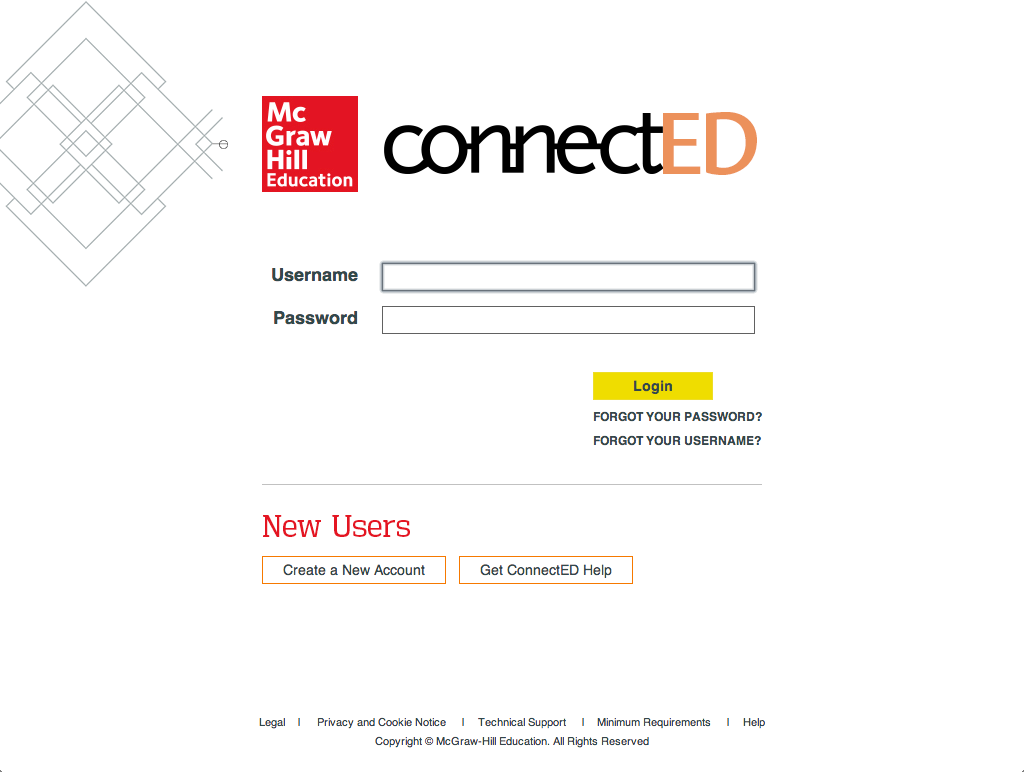 Mc
Graw
Hill
Education
connectED
Username
Password
Login
FORGOT YOUR PASSWORD?
FORGOT YOUR USERNAME?
New Users
Create a New Account Get ConnectED Help
Legal | Privacy and Cookie Notice | Technical Support | Minimum Requirements | Help
Copyright © McGraw-Hill Education. All Rights Reserved